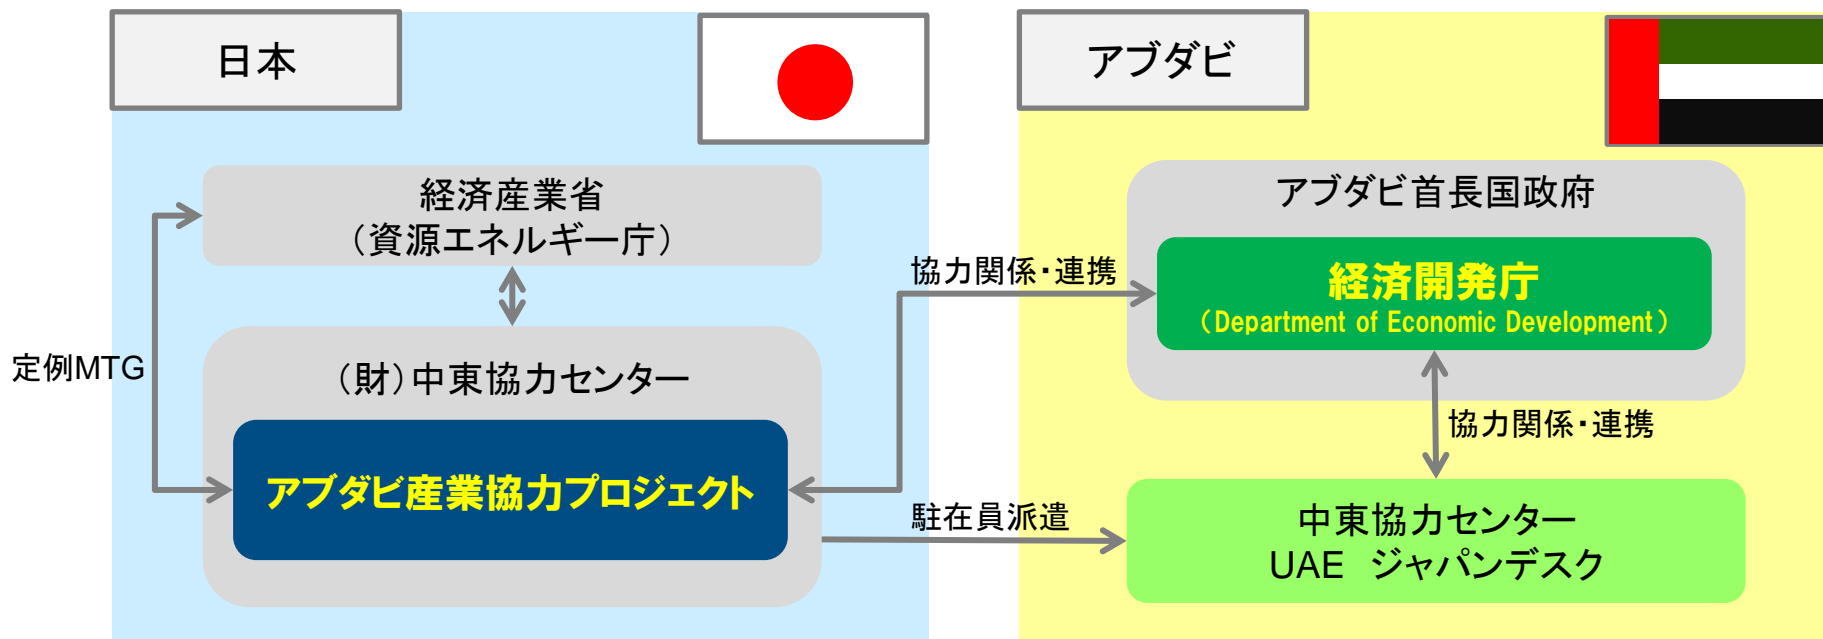 日本
経済産業省
（資源エネルギー庁）
定例MTG
（財）中東協力センター
アブダビ産業協力プロジェクト
協力関係・連携
駐在員派遣
アブダビ
アブダビ首長国政府
経済開発庁
（Department of Economic Development）
協力関係・連携
中東協力センター
UAE　ジャパンデスク